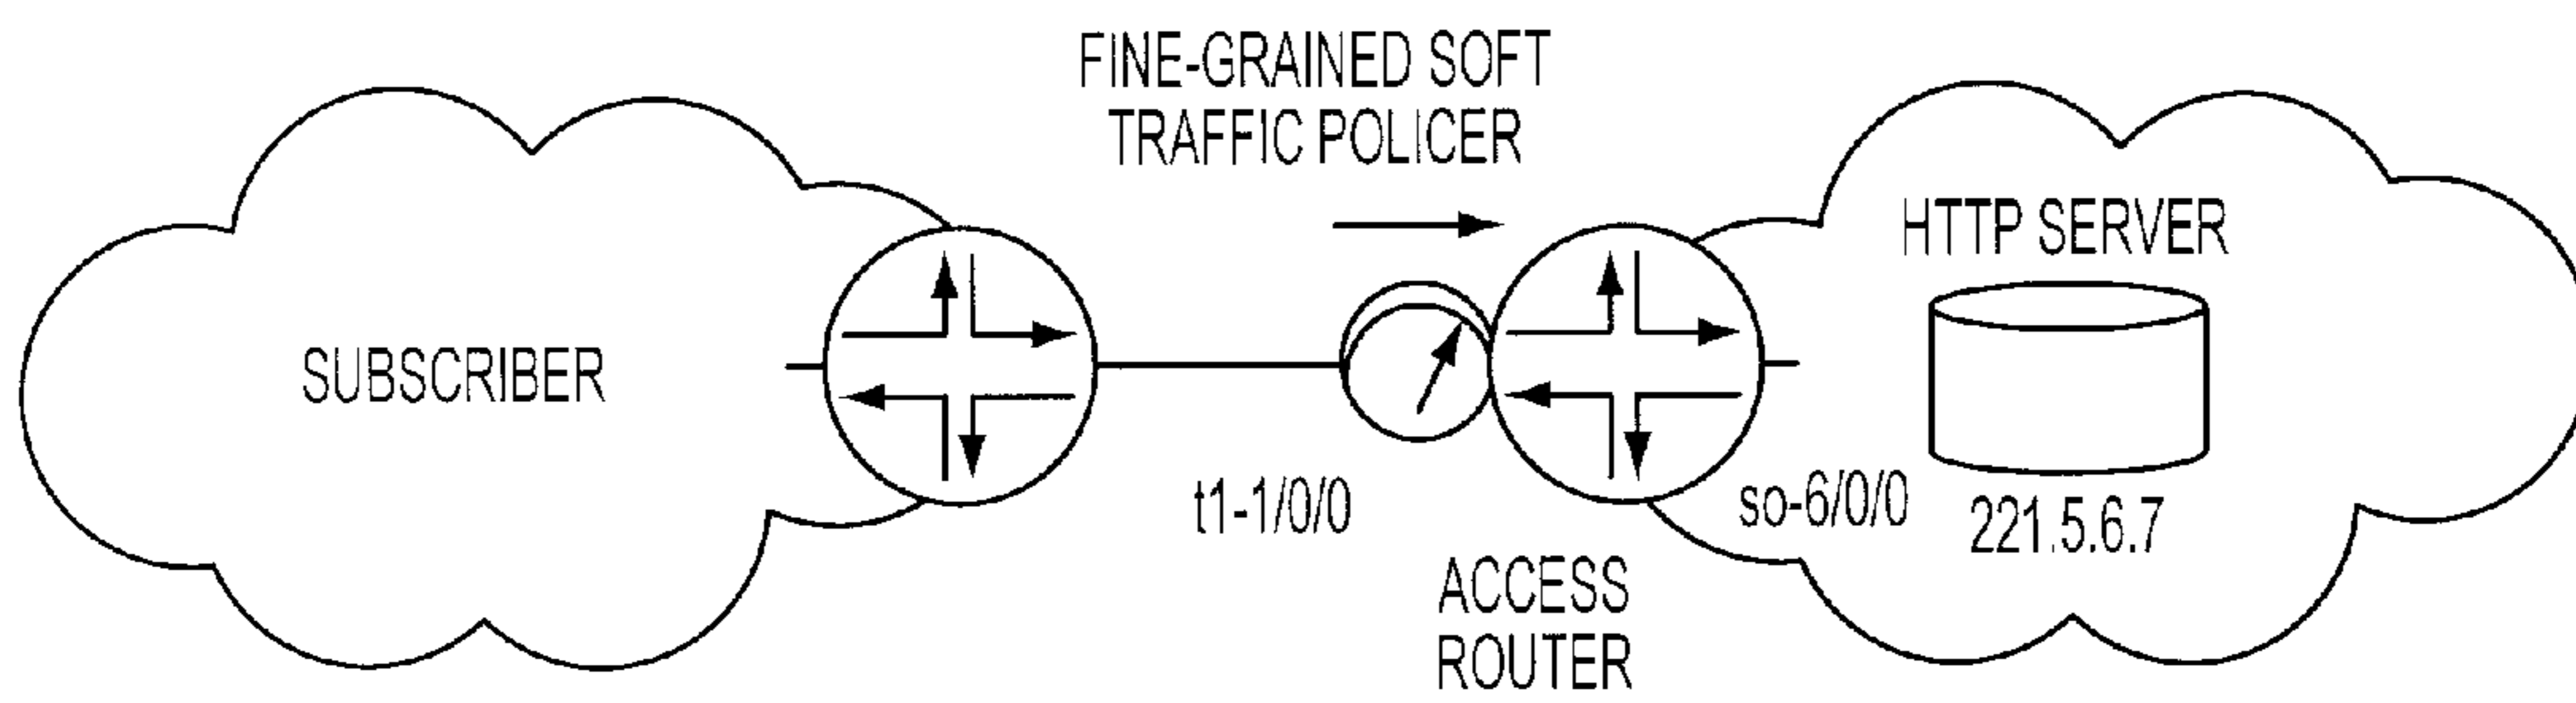 FINE-GRAINED SOFT
TRAFFIC POLICER
HTTP SERVER
SUBSCRIBER
t1-1/0/0
so-6/0/0
221.5.6.7
ACCESS
ROUTER